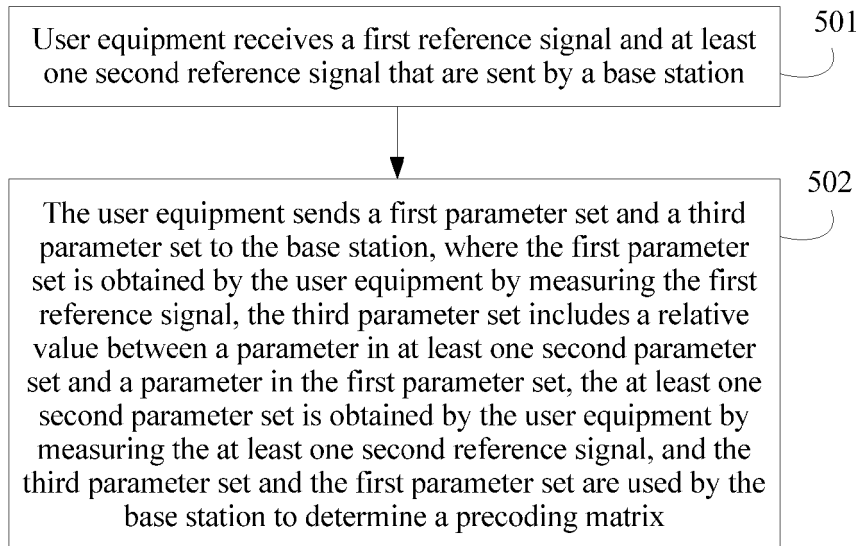 User equipment receives a first reference signal and at least
one second reference signal that are sent by a base station
501
502
The user equipment sends a first parameter set and a third
parameter set to the base station, where the first parameter
set is obtained by the user equipment by measuring the first
reference signal, the third parameter set includes a relative
value between a parameter in at least one second parameter
set and a parameter in the first parameter set, the at least one
second parameter set is obtained by the user equipment by
measuring the at least one second reference signal, and the
third parameter set and the first parameter set are used by the
base station to determine a precoding matrix